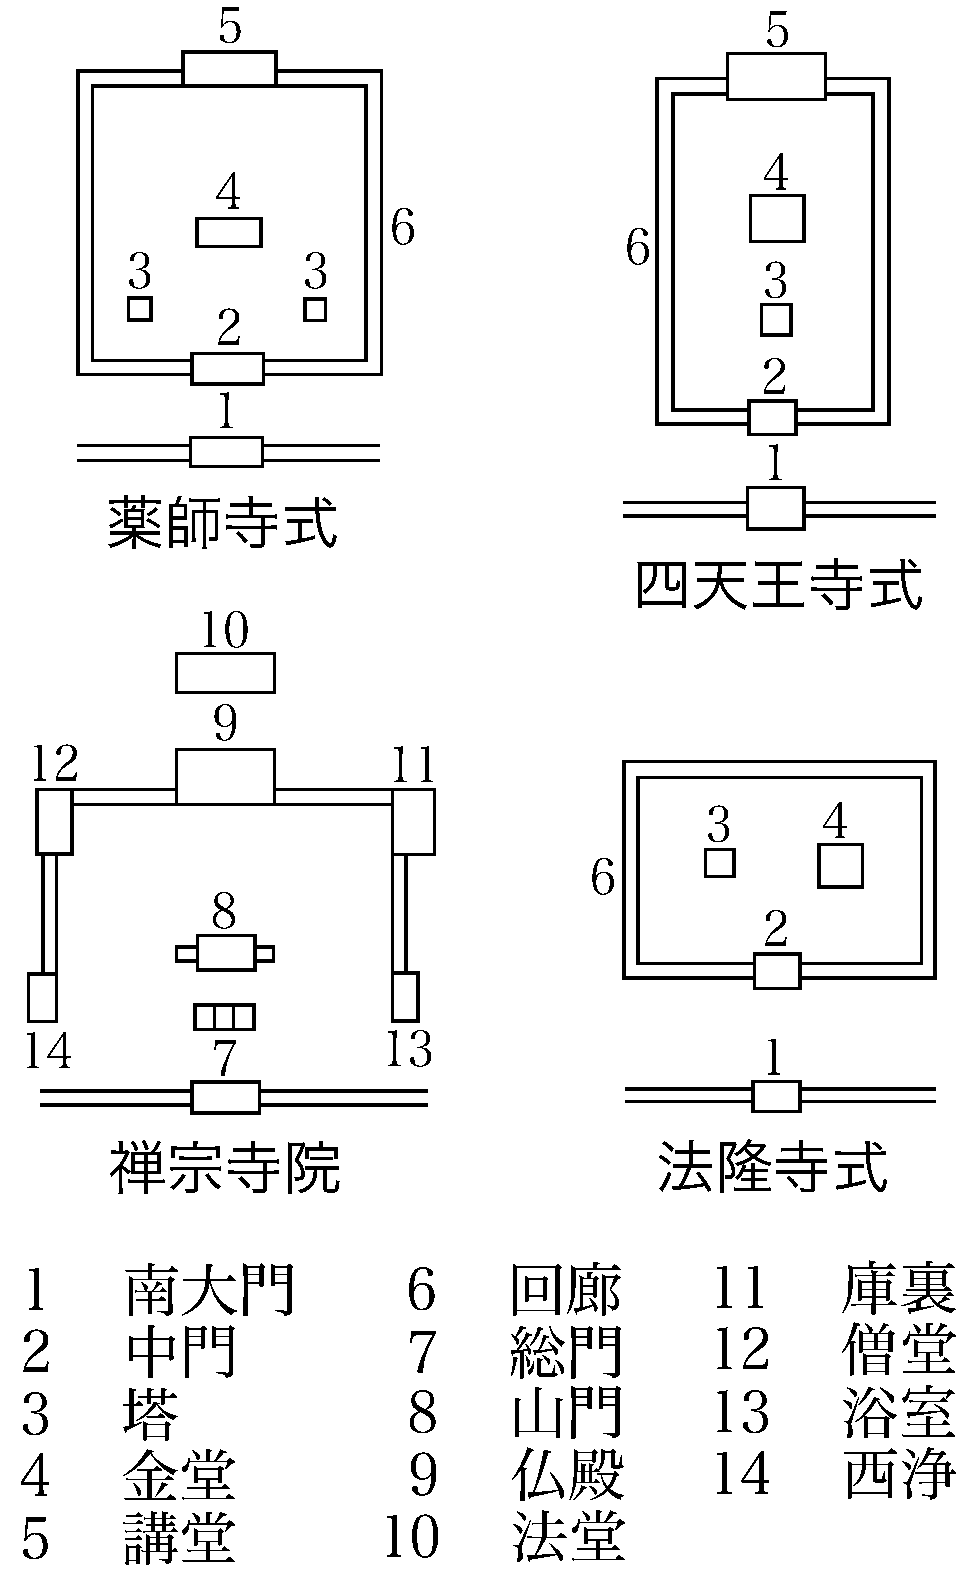 5
4
3
3
6
2
1
薬師寺式
5
4
6
3
2
1
四天王寺式
10
9
12
11
8
14
13
7
禅宗寺院
3
4
6
2
1
法隆寺式
1 南大門
2 中門
3 塔
4 金堂
5 講堂
6 回廊
7 総門
8 山門
9 仏殿
10 法堂
11 庫裏
12 僧堂
13 浴室
14 西浄